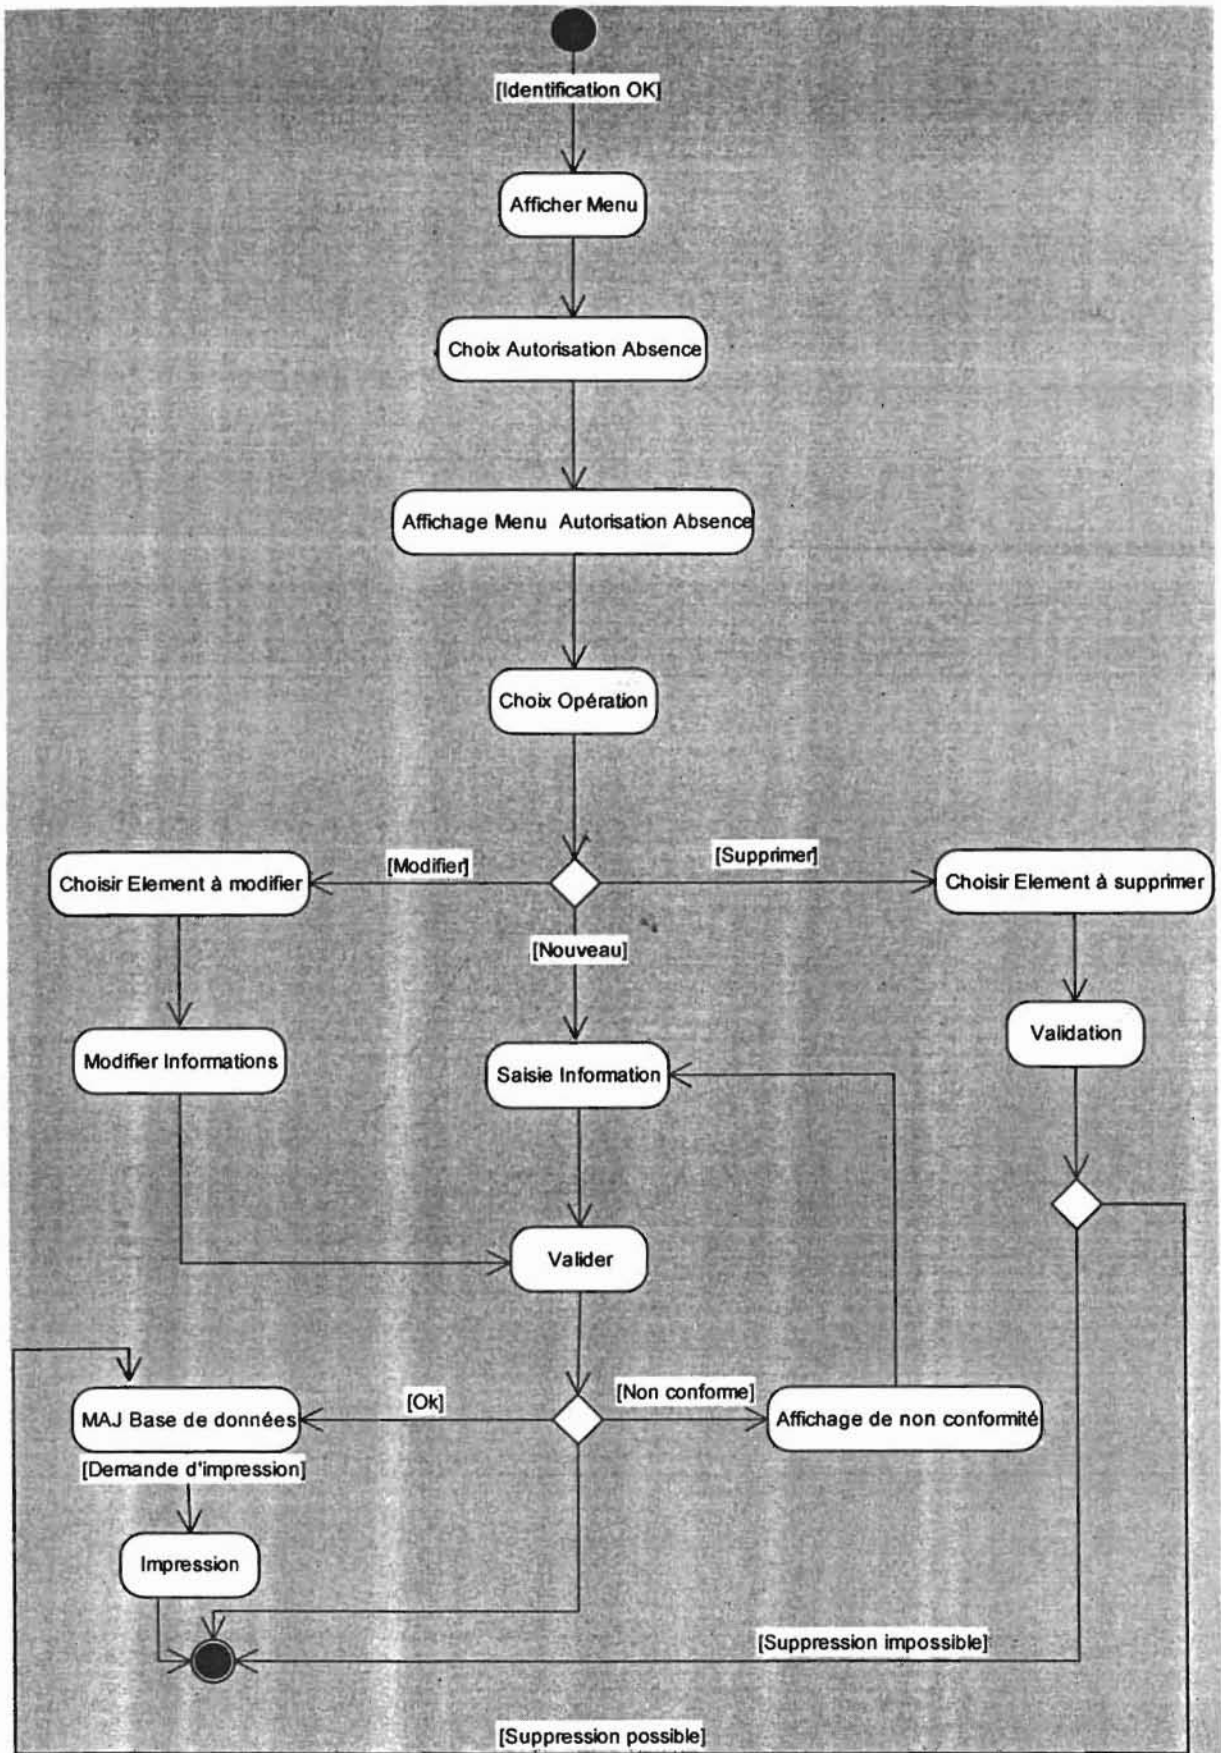 [Identification OK]
Afficher Menu
Choix Autorisation Absence
Affichage Menu Autorisation Absence
Choix Opération
[Modifier]
[Supprimer]
Choisir Element à modifier
Choisir Element à supprimer
[Nouveau]
Modifier Informations
Saisie Information
Validation
Valider
[Ok]
[Non conforme]
MAJ Base de données
Affichage de non conformité
[Demande d'impression]
Impression
[Suppression impossible]
[Suppression possible]